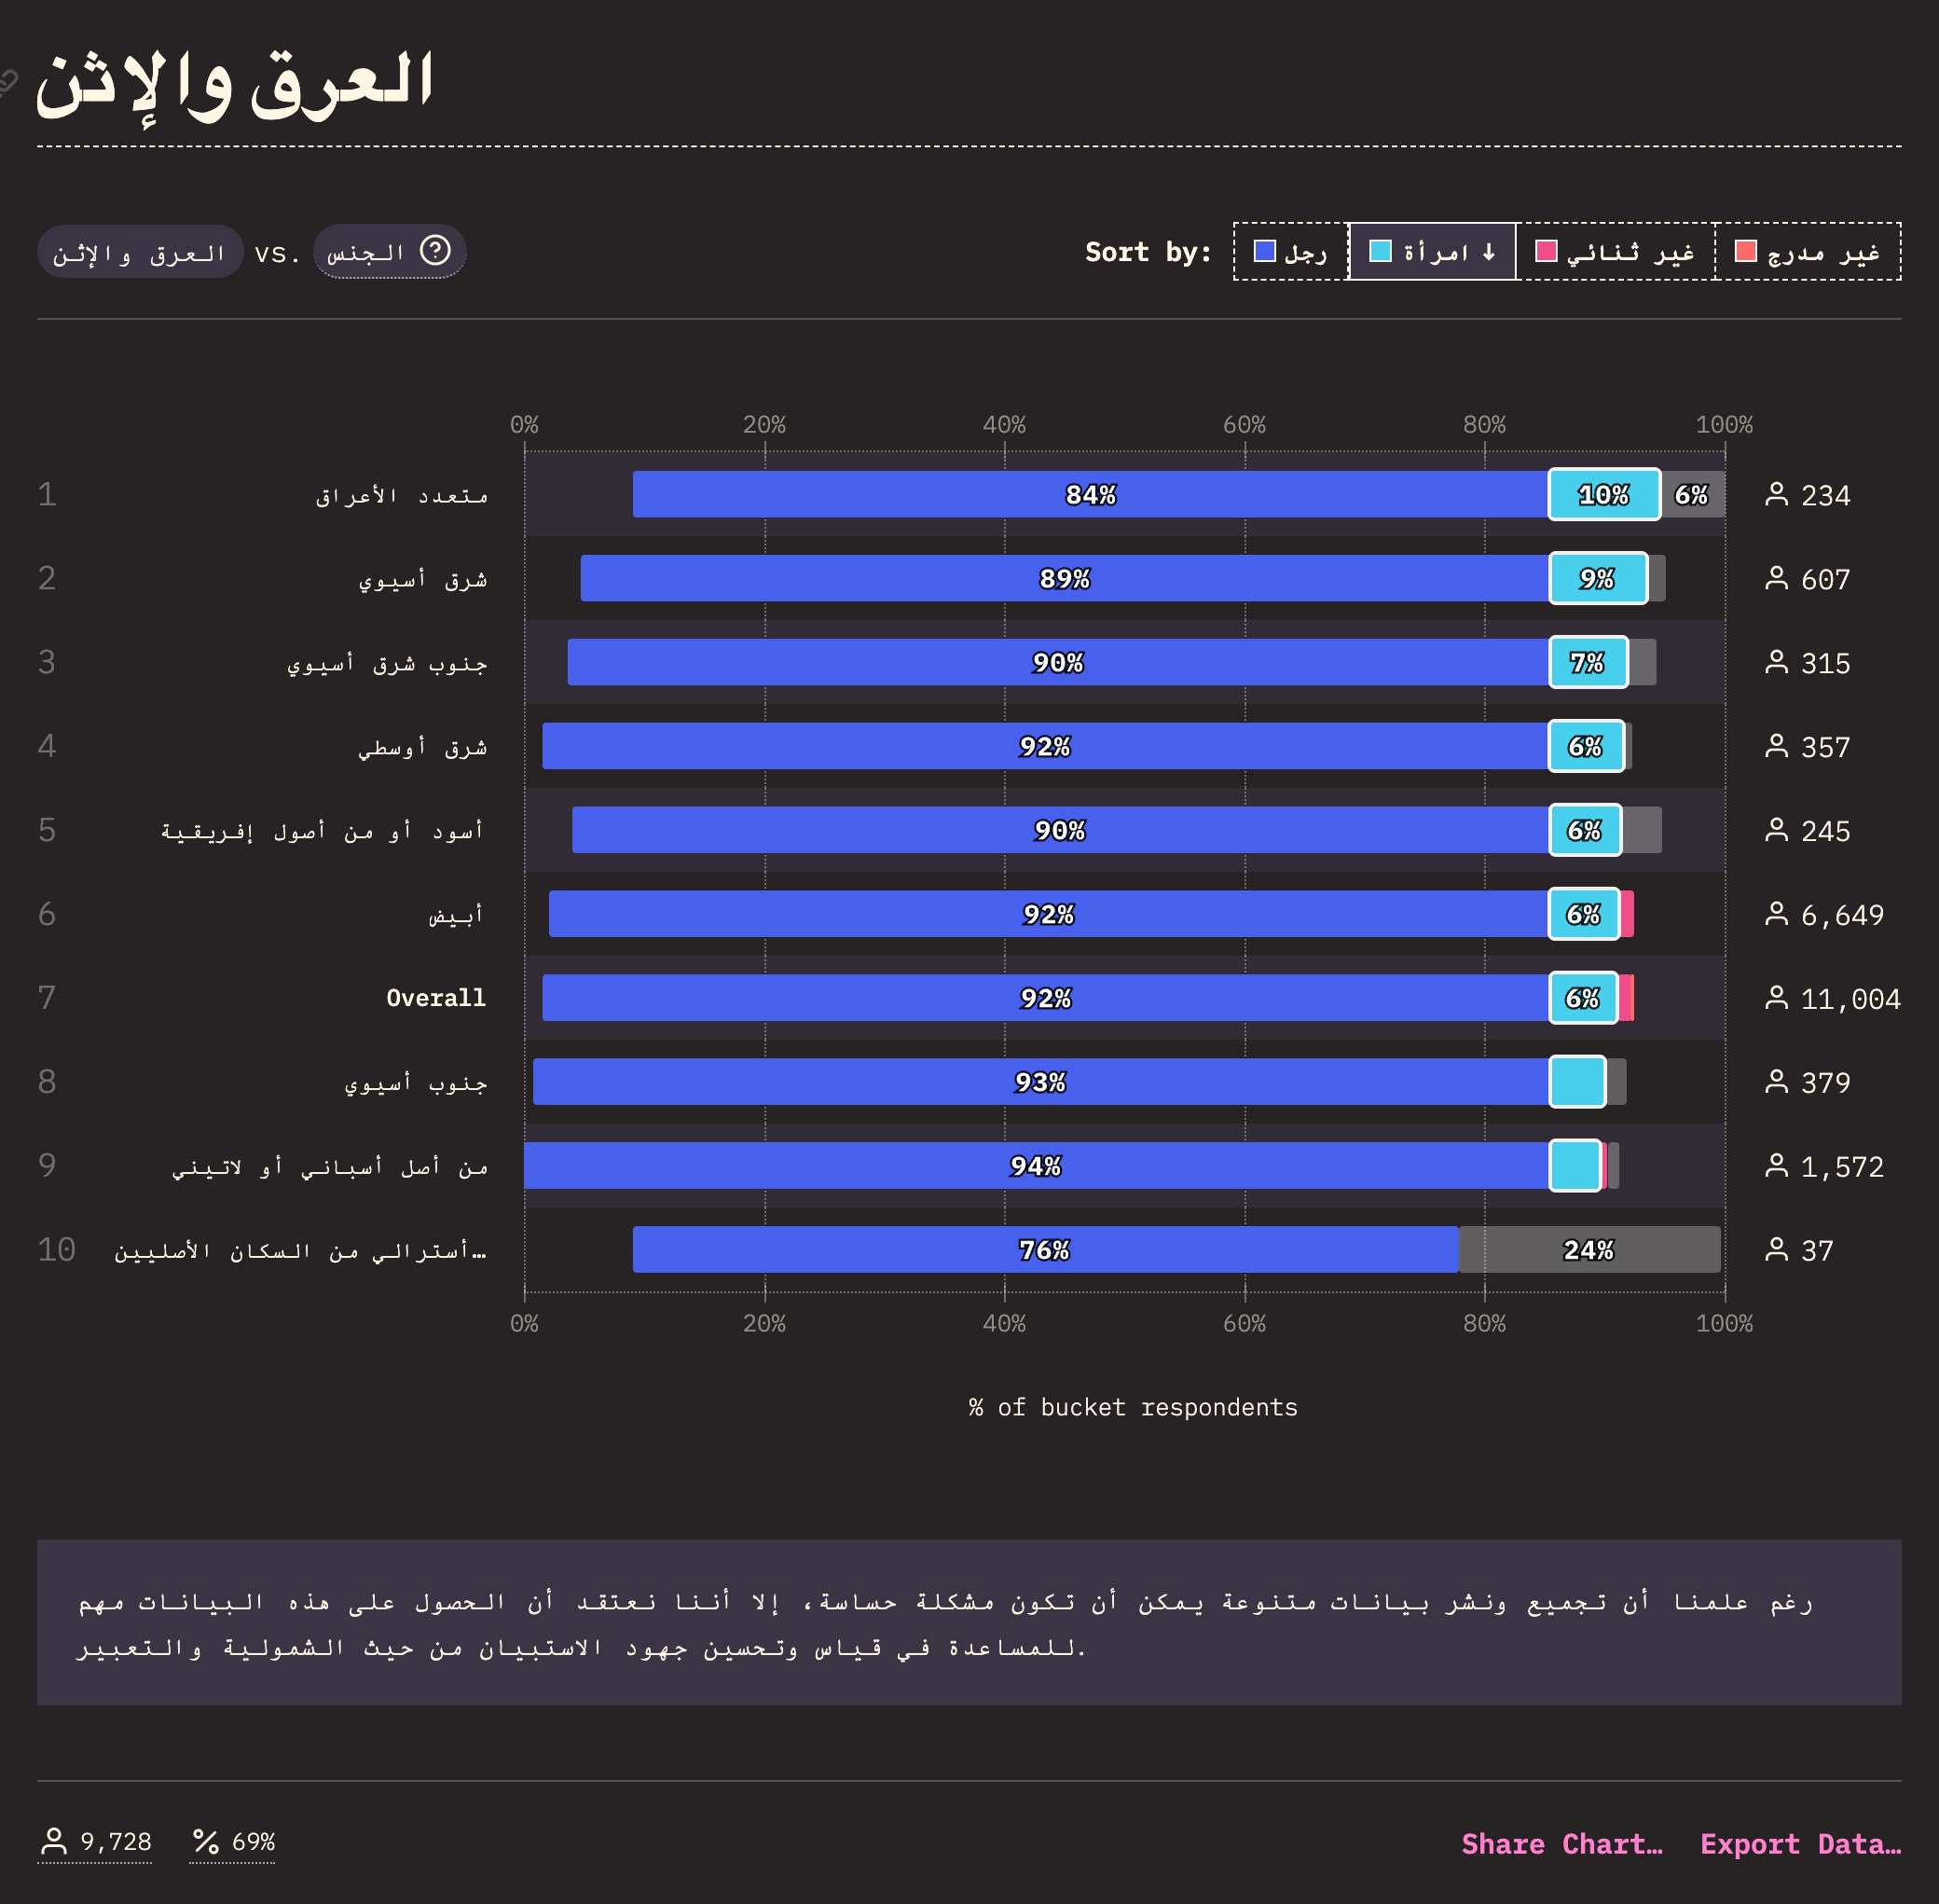 العرق والإثن
العرق والإثن vs. الجنس
Sort by: رجل امرأة ↓ غير ثنائي غير مدرج
0% 20% 40% 60% 80% 100%
1 متعدد الأعراق 84% 10% 6% 234
2 شرق أسيوي 89% 9% 607
3 جنوب شرق أسيوي 90% 7% 315
4 شرق أوسطي 92% 6% 357
5 أسود أو من أصول إفريقية 90% 6% 245
6 أبيض 92% 6% 6,649
7 Overall 92% 6% 11,004
8 جنوب أسيوي 93% 379
9 من أصل أسباني أو لاتيني 94% 1,572
10 أسترالي من السكان الأصليين… 76% 24% 37
0% 20% 40% 60% 80% 100%
% of bucket respondents
رغم علمنا أن تجميع ونشر بيانات متنوعة يمكن أن تكون مشكلة حساسة، إلا أننا نعتقد أن الحصول على هذه البيانات مهم
للمساعدة في قياس وتحسين جهود الاستبيان من حيث الشمولية والتعبير.
9,728 69% Share Chart… Export Data…